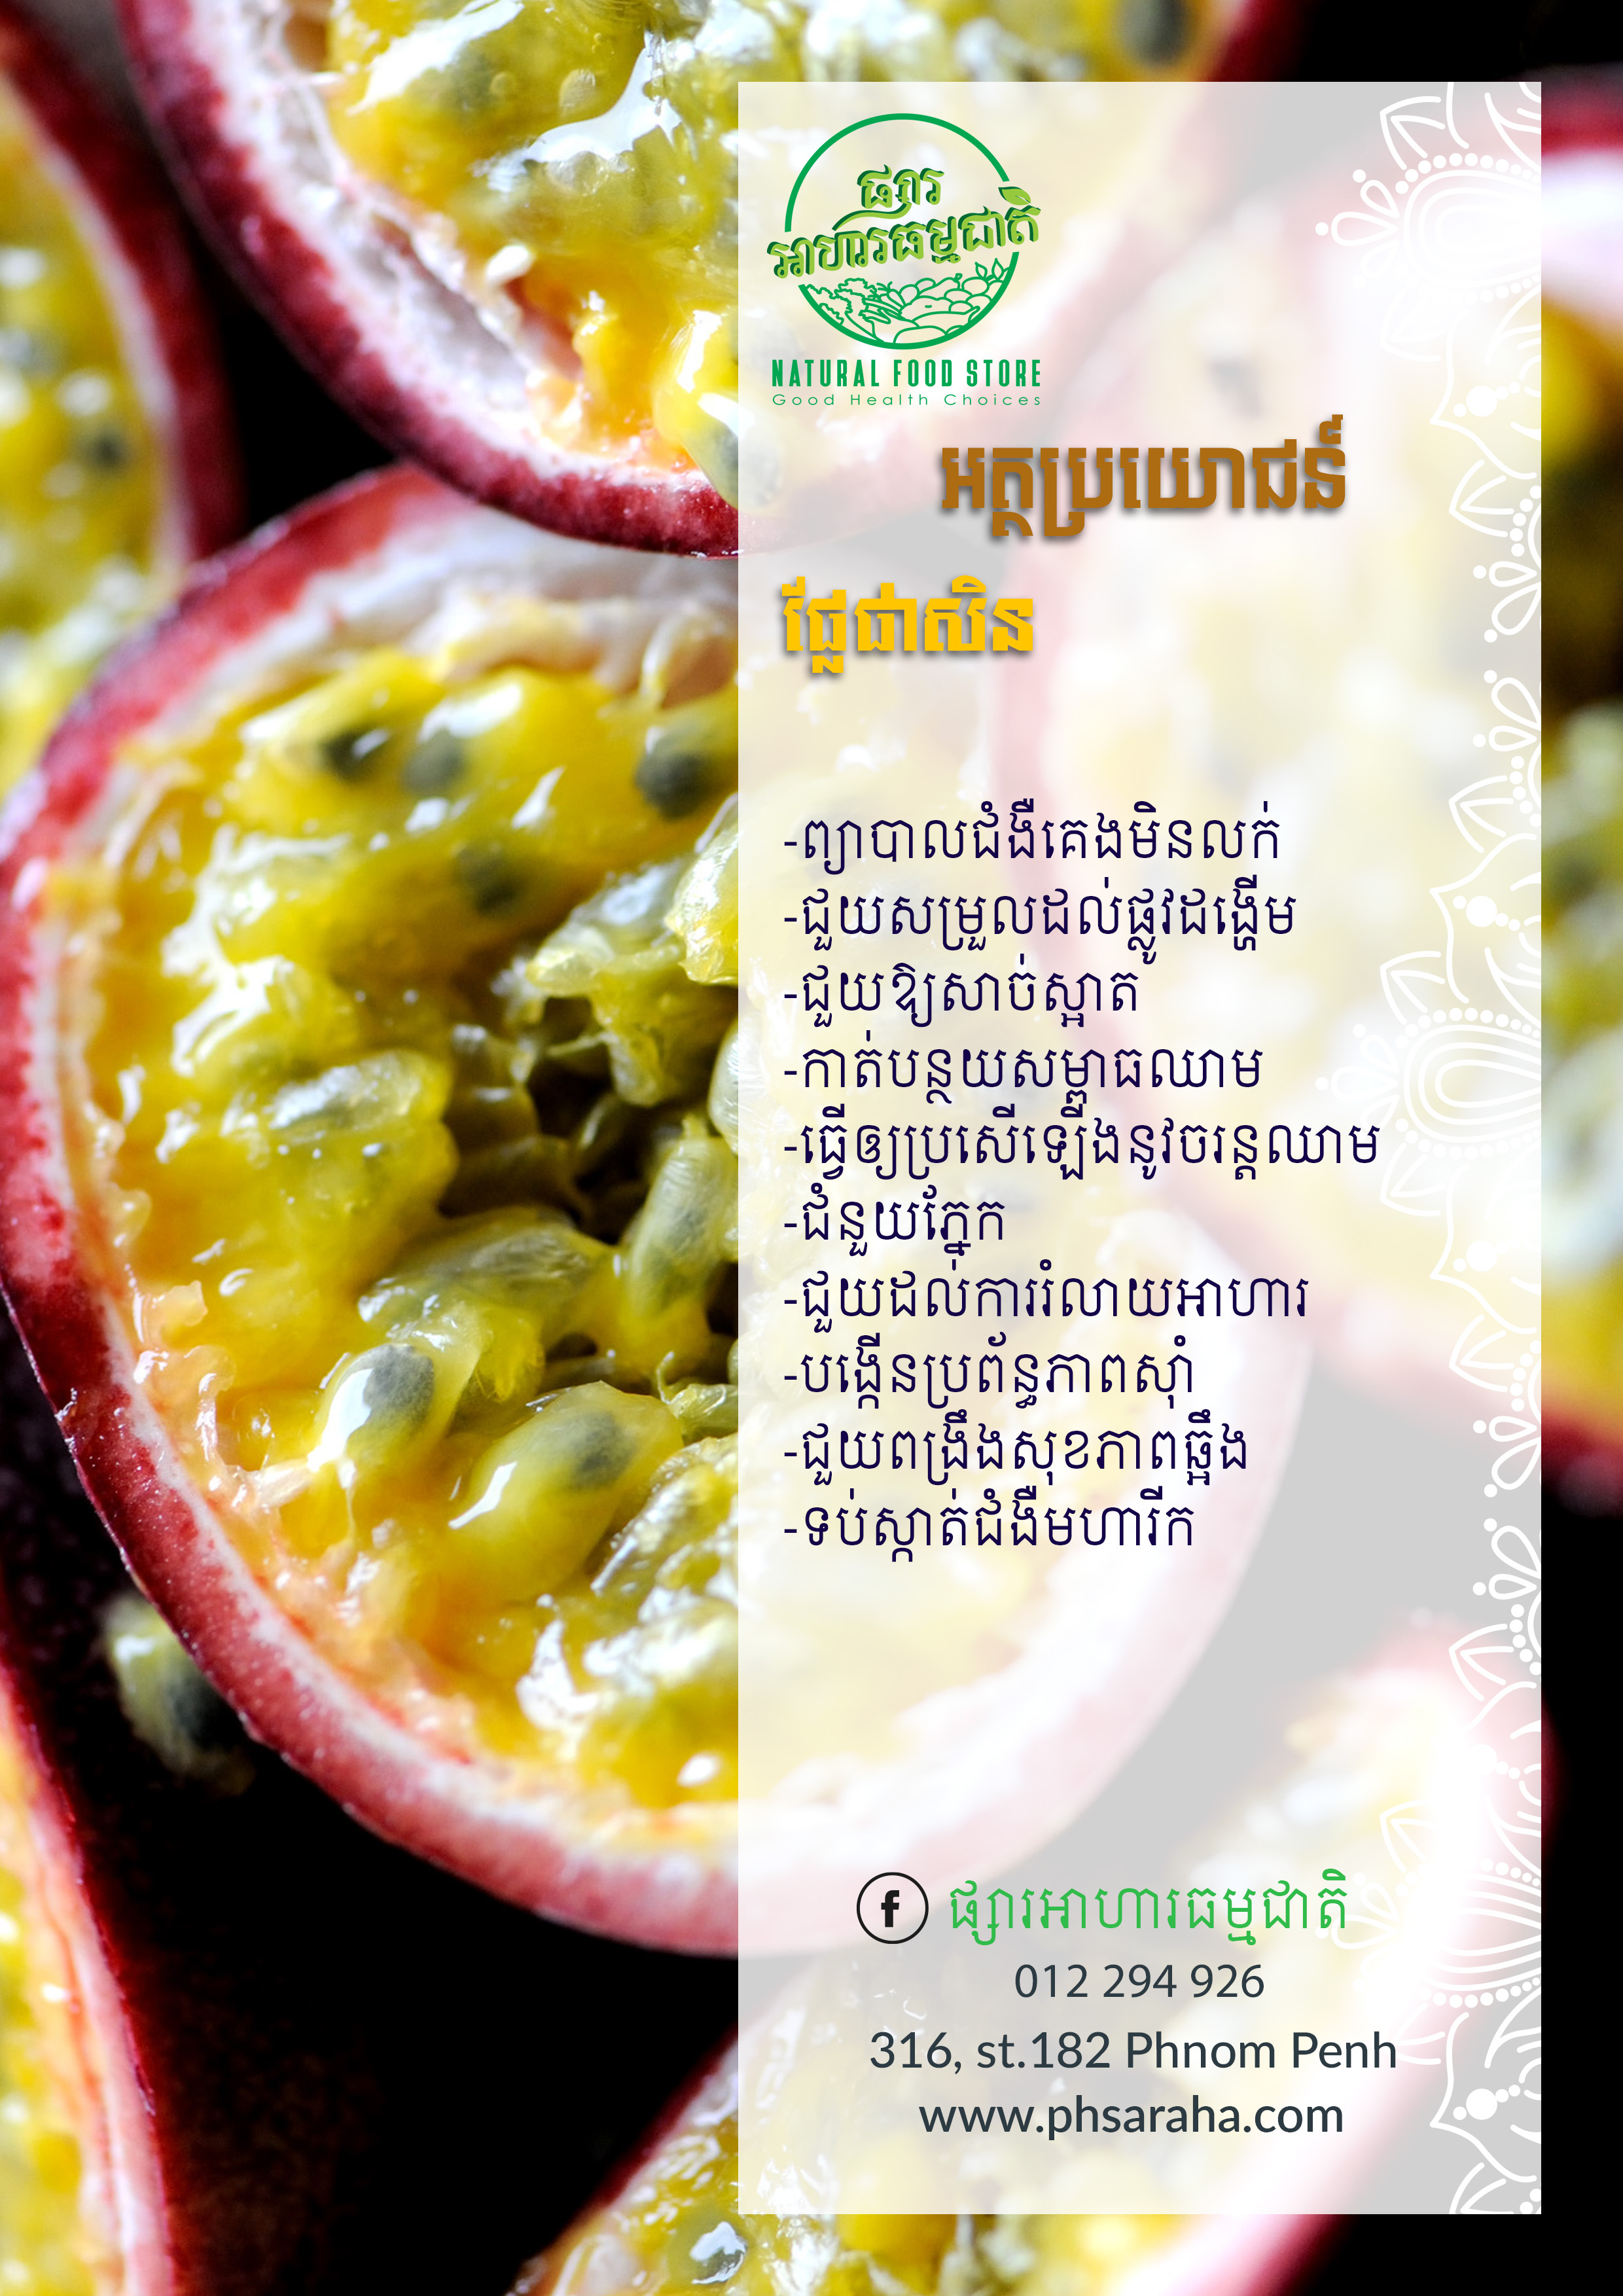 ផ្សារ
អាហារធម្មជាតិ
NATURAL FOOD STORE
Good Health Choices
អត្ថប្រយោជន៍
ផ្លែផាសិន
-ព្យាបាលជំងឺគេងមិនលក់
-ជួយសម្រួលដល់ផ្លូវដង្ហើម
-ជួយឱ្យសាច់ស្អាត
-កាត់បន្ថយសម្ពាធឈាម
-ធ្វើឲ្យប្រសើឡើងនូវចរន្តឈាម
-ជំនួយភ្នែក
-ជួយដល់ការរំលាយអាហារ
-បង្កើនប្រព័ន្ធភាពស៊ាំ
-ជួយពង្រឹងសុខភាពឆ្អឹង
-ទប់ស្កាត់ជំងឺមហារីក
f ផ្សារអាហារធម្មជាតិ
012 294 926
316, st.182 Phnom Penh
www.phsaraha.com